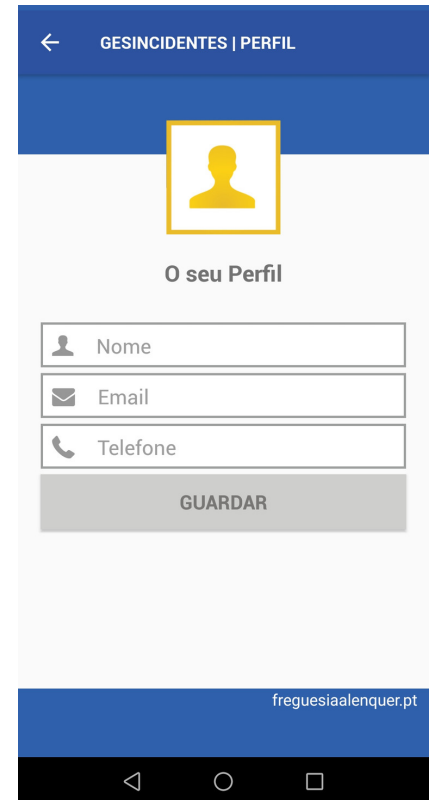 GESINCIDENTES | PERFIL
O seu Perfil
Nome
Email
Telefone
GUARDAR
freguesiaalenquer.pt